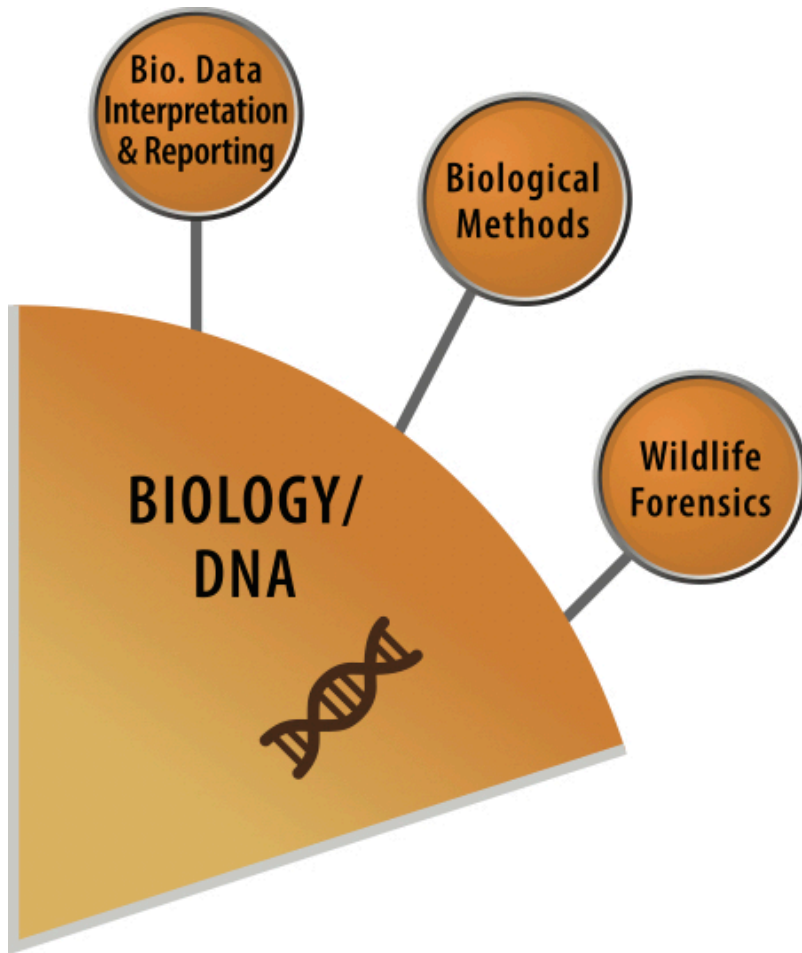 Bio. Data
Interpretation
& Reporting
Biological
Methods
Wildlife
Forensics
BIOLOGY/
DNA